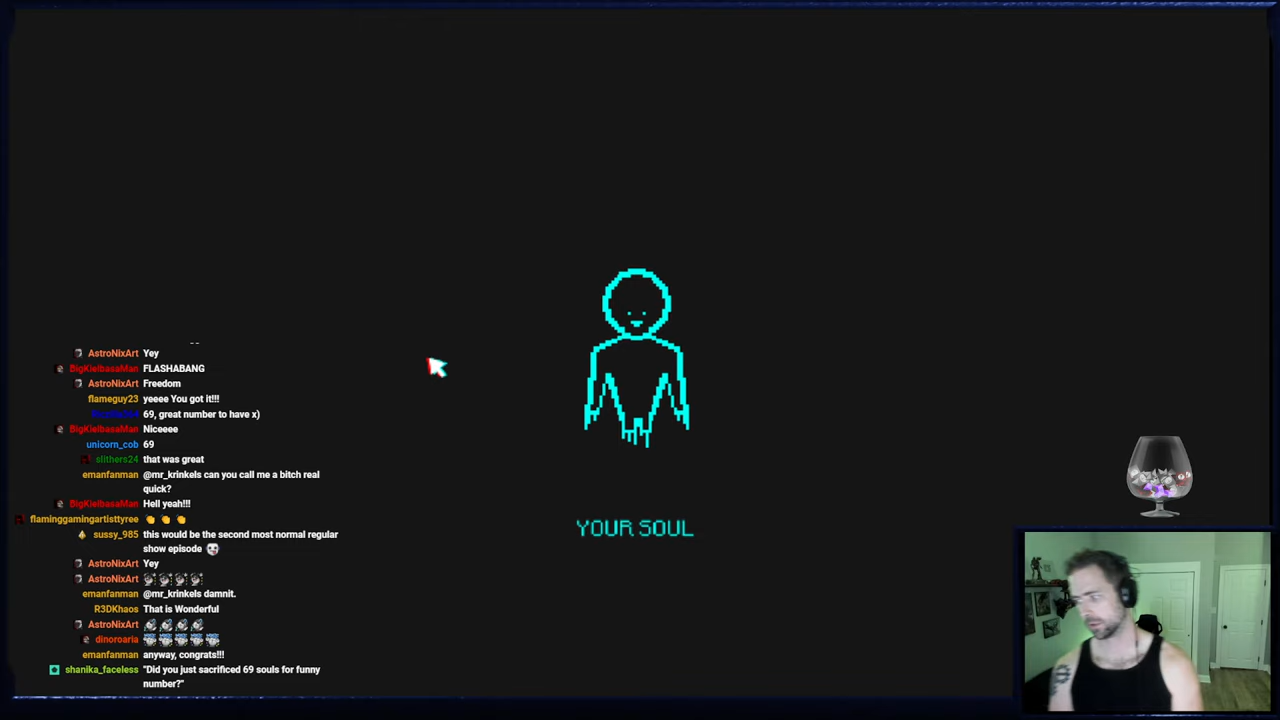 AstroNixArt Yey
BigKielbasaMan FLASHABANG
AstroNixArt Freedom
flameguy23 yeeee You got it!!!
69, great number to have x)
BigKielbasaMan Niceeee
unicorn_cob 69
slithers24 that was great
emanfanman @mr_krinkels can you call me a bitch real
quick?
BigKielbasaMan Hell yeah!!!
flaminggamingartisttyree 👏 👏 👏
sussy_985 this would be the second most normal regular
show episode
AstroNixArt Yey
AstroNixArt
emanfanman @mr_krinkels damnit.
R3DKhaos That is Wonderful
AstroNixArt
dinoroaria
emanfanman anyway, congrats!!!
shanika_faceless "Did you just sacrificed 69 souls for funny
number?"
YOUR SOUL